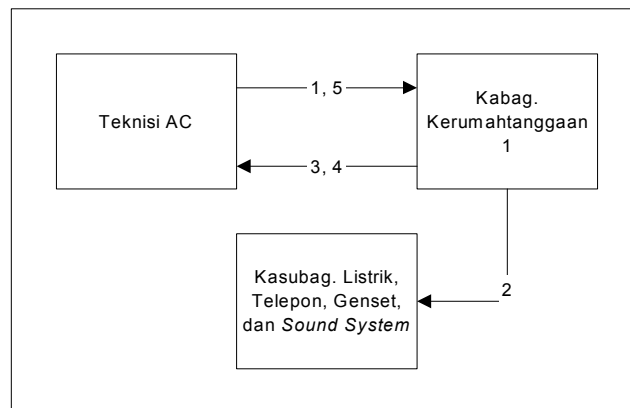 Teknisi AC
1, 5
Kabag.
Kerumahtanggaan
1
3, 4
Kasubag. Listrik,
Telepon, Genset,
dan Sound System
2